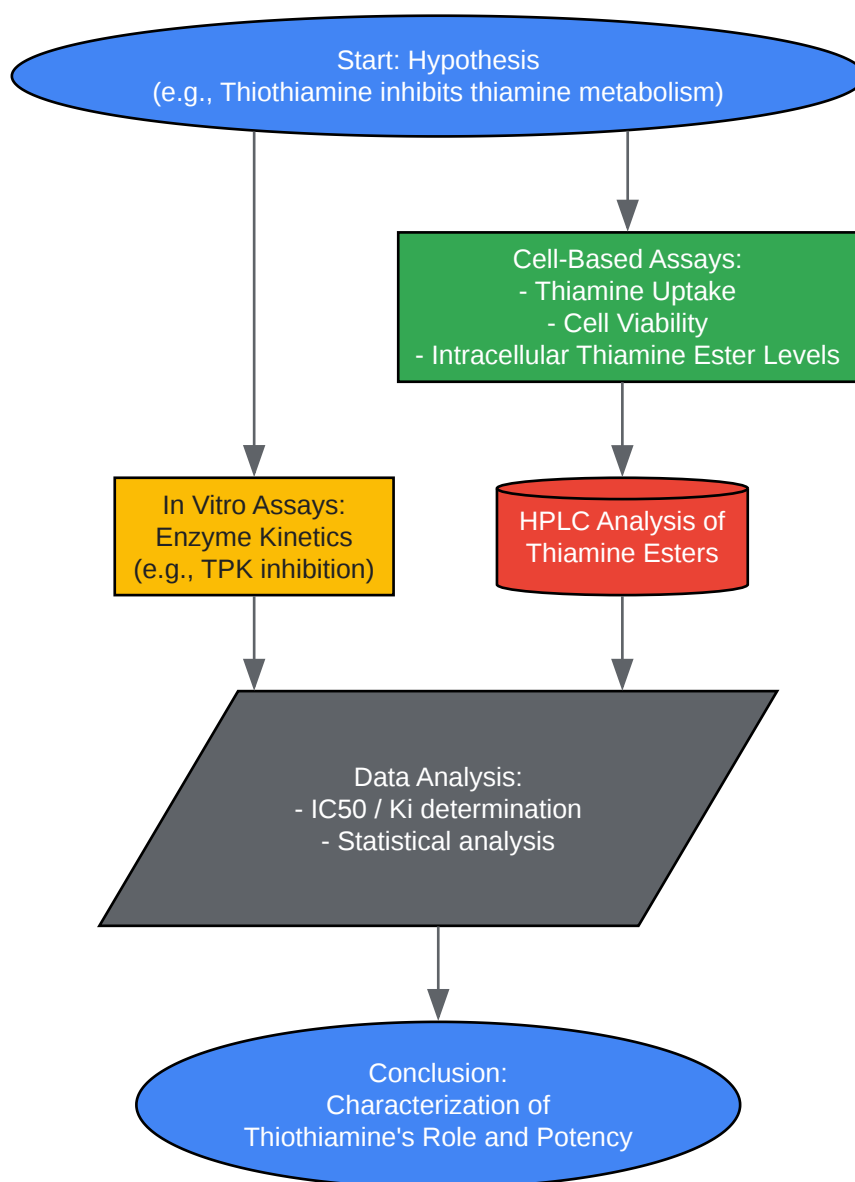 Start: Hypothesis
(e.g., Thiothiamine inhibits thiamine metabolism)
Cell-Based Assays:
- Thiamine Uptake
- Cell Viability
- Intracellular Thiamine Ester Levels
In Vitro Assays:
Enzyme Kinetics
(e.g., TPK inhibition)
HPLC Analysis of
Thiamine Esters
Data Analysis:
- IC50 / Ki determination
- Statistical analysis
Conclusion:
Characterization of
Thiothiamine's Role and Potency